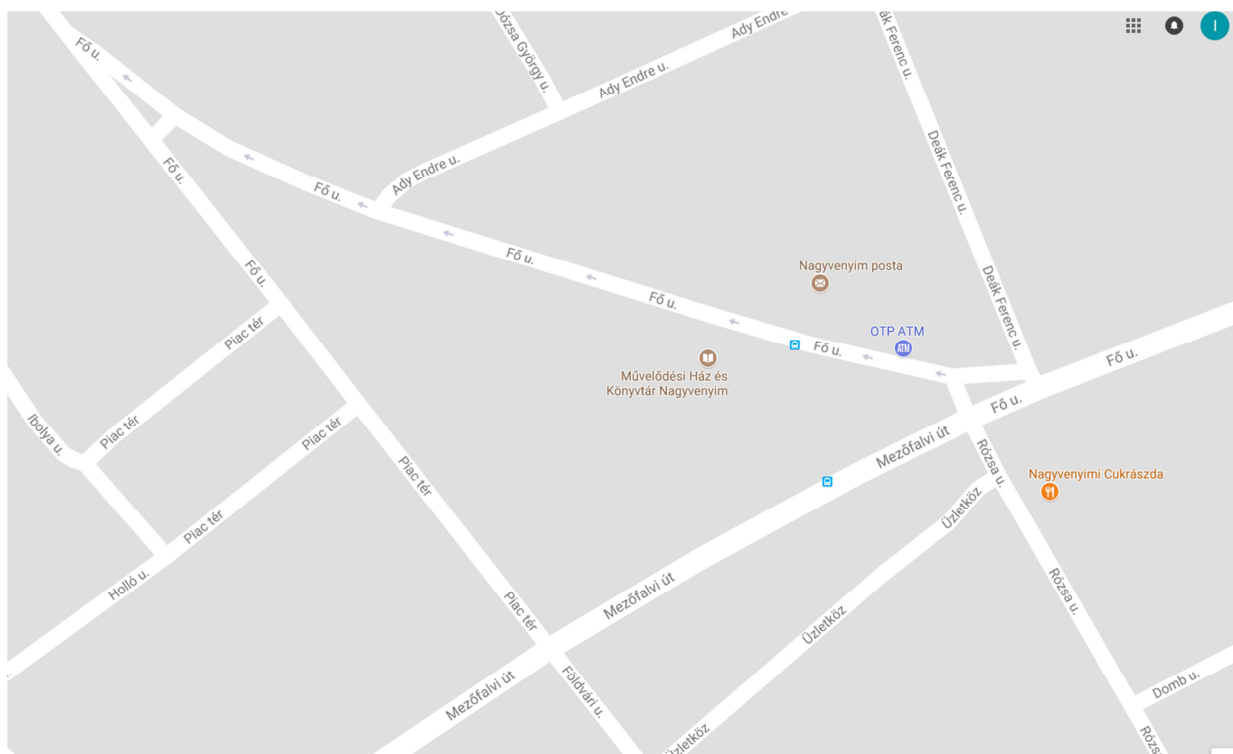 Dózsa György u.
Ady Endre u.
Ady Endre u.
Ady Endre u.
Deák Ferenc u.
Deák Ferenc u.
Deák Ferenc u.
I
Fő u.
Fő u.
Fő u.
Fő u.
Fő u.
Fő u.
Fő u.
Fő u.
Fő u.
Nagyvenyim posta
OTP ATM
ATM
Művelődési Ház és
Könyvtár Nagyvenyim
Piac tér
Piac tér
Piac tér
Piac tér
Piac tér
Piac tér
Ibolya u.
Holló u.
Mezőfalvi út
Mezőfalvi út
Mezőfalvi út
Rózsa u.
Nagyvenyimi Cukrászda
Üzletköz
Üzletköz
Üzletköz
Rózsa u.
Földvári u.
Domb u.
Rózs